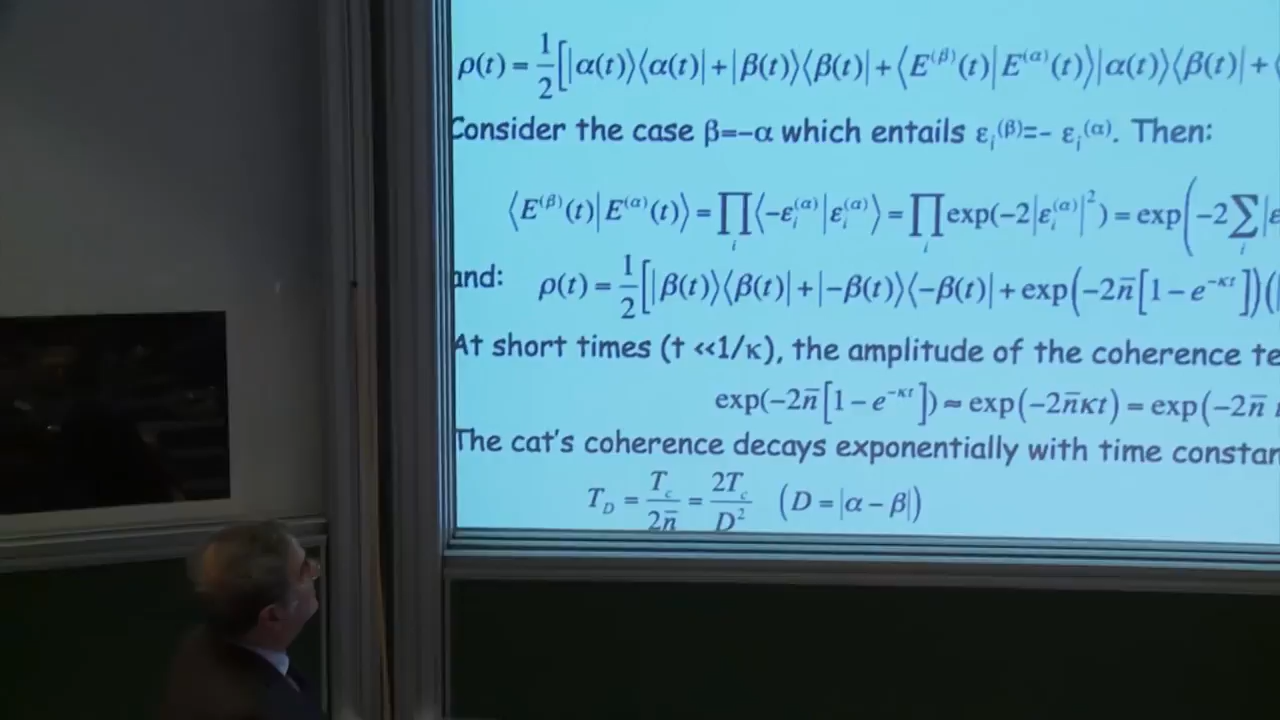 ρ(t) = 1/2 [|α(t)⟩⟨α(t)| + |β(t)⟩⟨β(t)| + ⟨E^(β)(t)|E^(α)(t)⟩|α(t)⟩⟨β(t)| + ⟨
Consider the case β=-α which entails ε_i^(β)=- ε_i^(α). Then:
⟨E^(β)(t)|E^(α)(t)⟩ = ∏_i ⟨-ε_i^(α)|ε_i^(α)⟩ = ∏_i exp(-2|ε_i^(α)|^2) = exp(-2∑_i |ε
and: ρ(t) = 1/2 [|β(t)⟩⟨β(t)| + |-β(t)⟩⟨-β(t)| + exp(-2n̄[1-e^-κt])(
At short times (t <<1/κ), the amplitude of the coherence te
exp(-2n̄[1-e^-κt]) ≈ exp(-2n̄κt) = exp(-2n̄
The cat's coherence decays exponentially with time constan
T_D = T_c/2n̄ = 2T_c/D^2 (D = |α - β|)